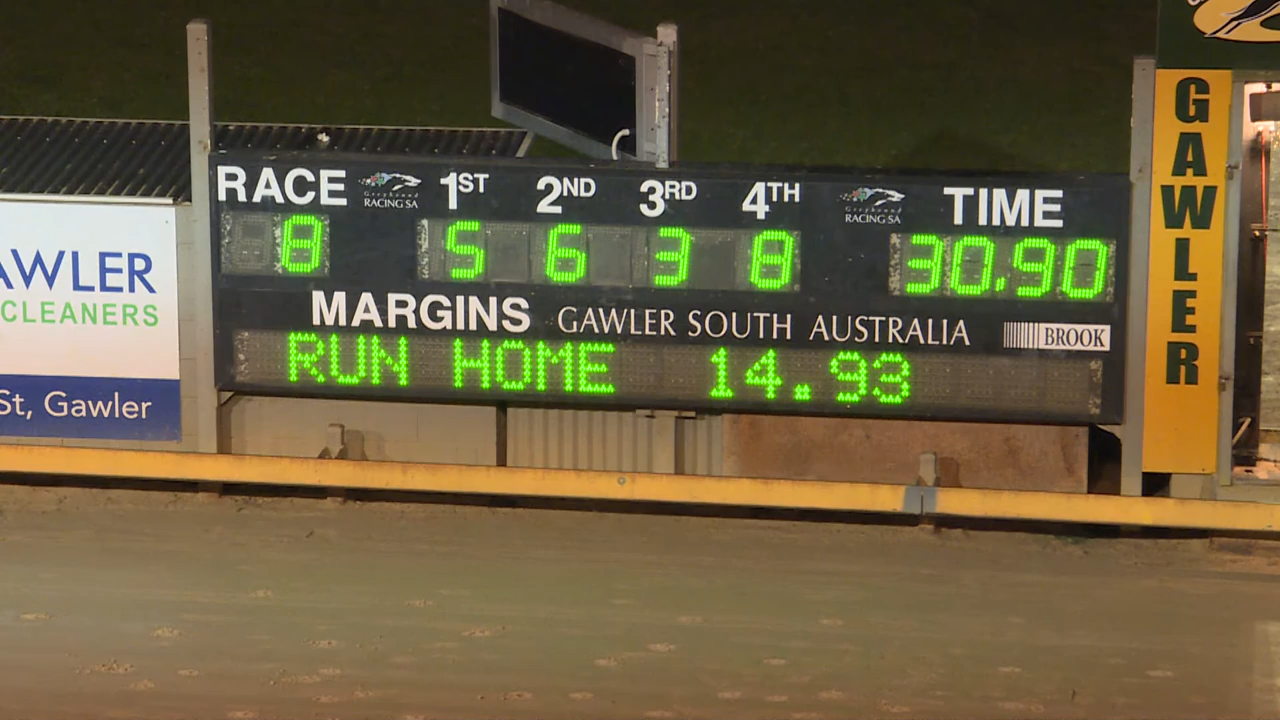 RACE 1ST 2ND 3RD 4TH TIME
Greyhound RACING SA
Greyhound RACING SA
8 5 6 3 8 30.90
MARGINS GAWLER SOUTH AUSTRALIA BROOK
RUN HOME 14.93
AWLER
CLEANERS
St, Gawler
GAWLER